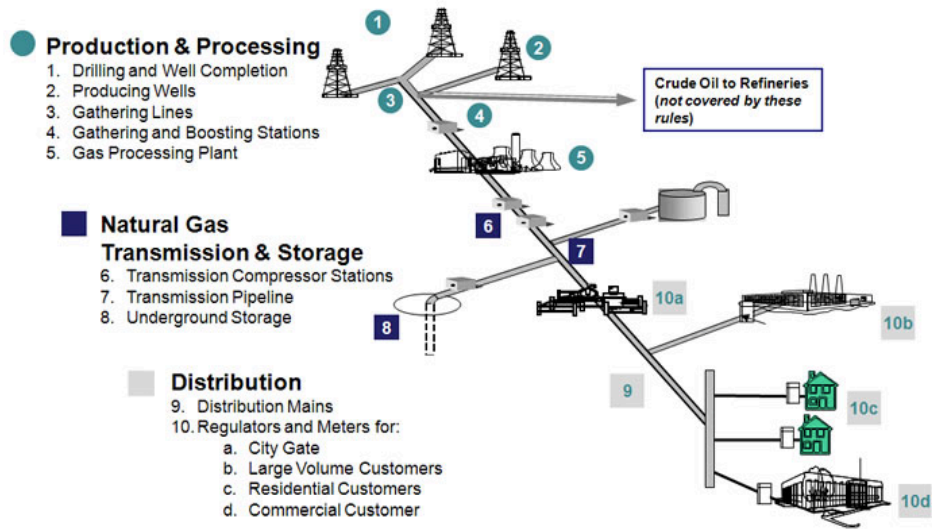 Production & Processing
1. Drilling and Well Completion
2. Producing Wells
3. Gathering Lines
4. Gathering and Boosting Stations
5. Gas Processing Plant
Natural Gas
Transmission & Storage
6. Transmission Compressor Stations
7. Transmission Pipeline
8. Underground Storage
Distribution
9. Distribution Mains
10. Regulators and Meters for:
a. City Gate
b. Large Volume Customers
c. Residential Customers
d. Commercial Customer
1
2
3
Crude Oil to Refineries
(not covered by these
rules)
4
5
6
7
8
10a
10b
9
10c
10d